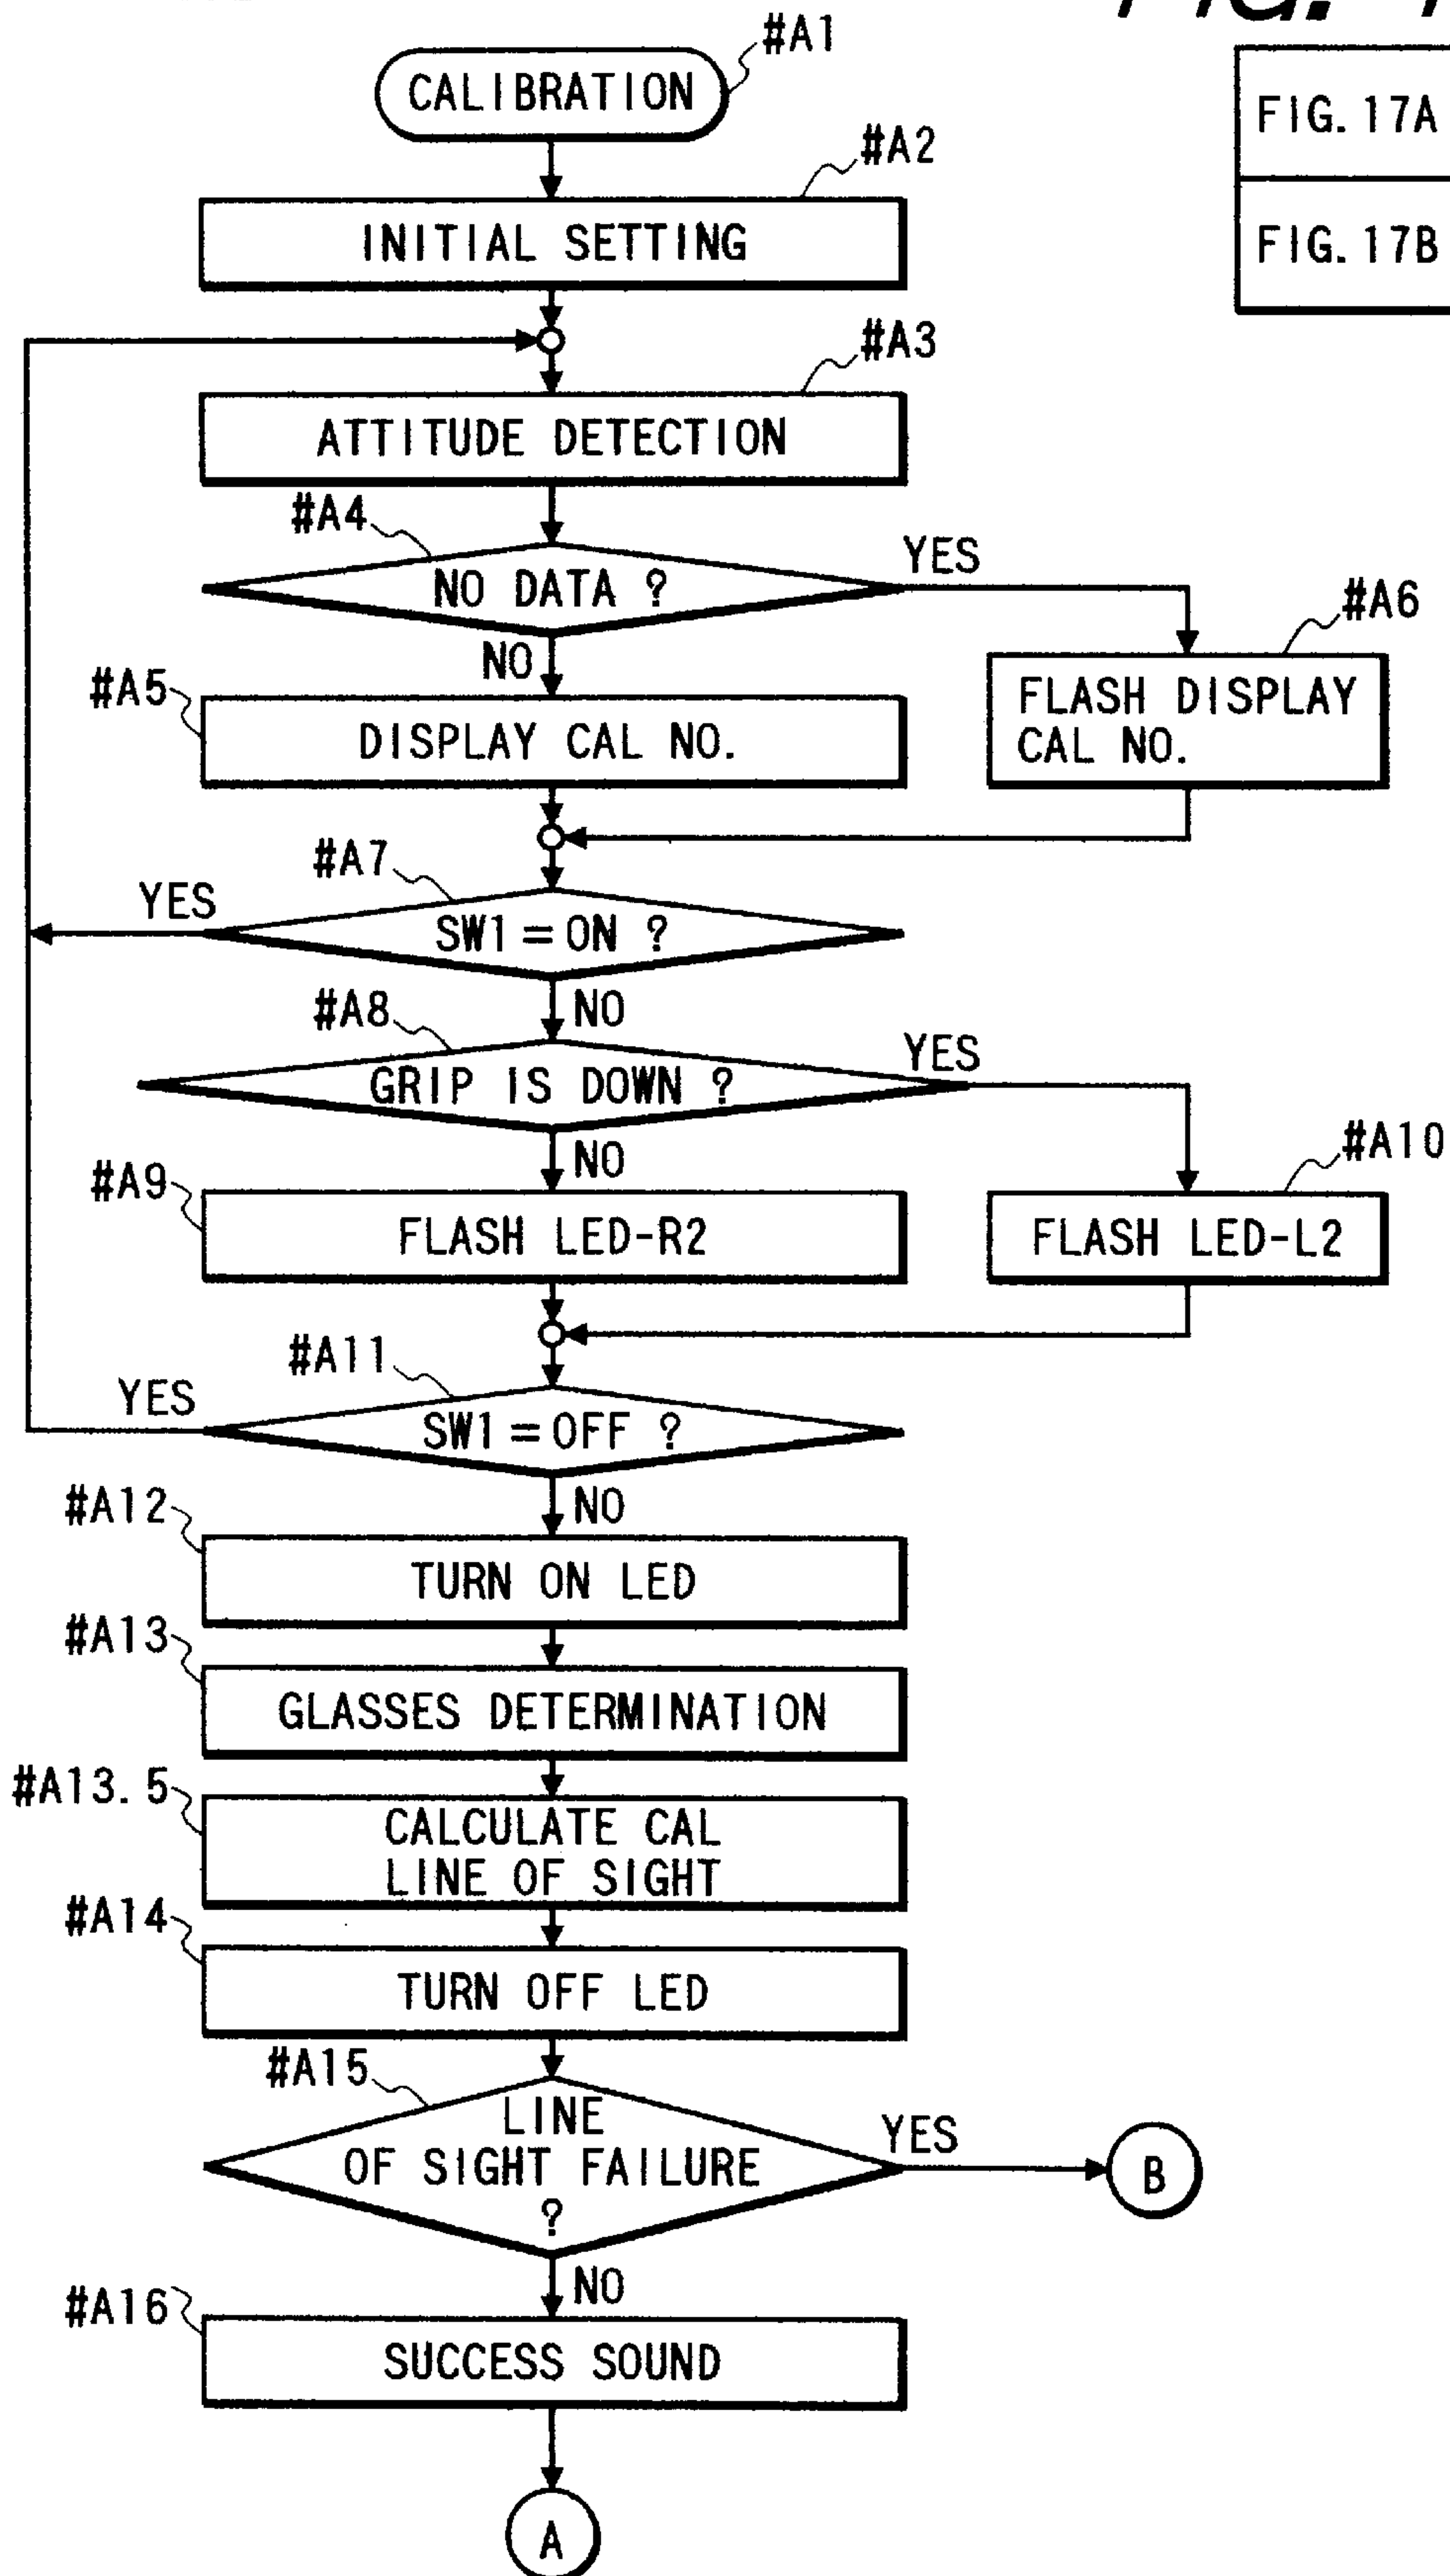 #A1
CALIBRATION
FIG. 17A
FIG. 17B
#A2
INITIAL SETTING
#A3
ATTITUDE DETECTION
#A4
NO DATA ?
YES
NO
#A6
FLASH DISPLAY
CAL NO.
#A5
DISPLAY CAL NO.
#A7
YES
SW1=ON ?
NO
#A8
GRIP IS DOWN ?
YES
NO
#A10
FLASH LED-L2
#A9
FLASH LED-R2
#A11
YES
SW1=OFF ?
NO
#A12
TURN ON LED
#A13
GLASSES DETERMINATION
#A13.5
CALCULATE CAL
LINE OF SIGHT
#A14
TURN OFF LED
#A15
LINE
OF SIGHT FAILURE
?
YES
B
NO
#A16
SUCCESS SOUND
A